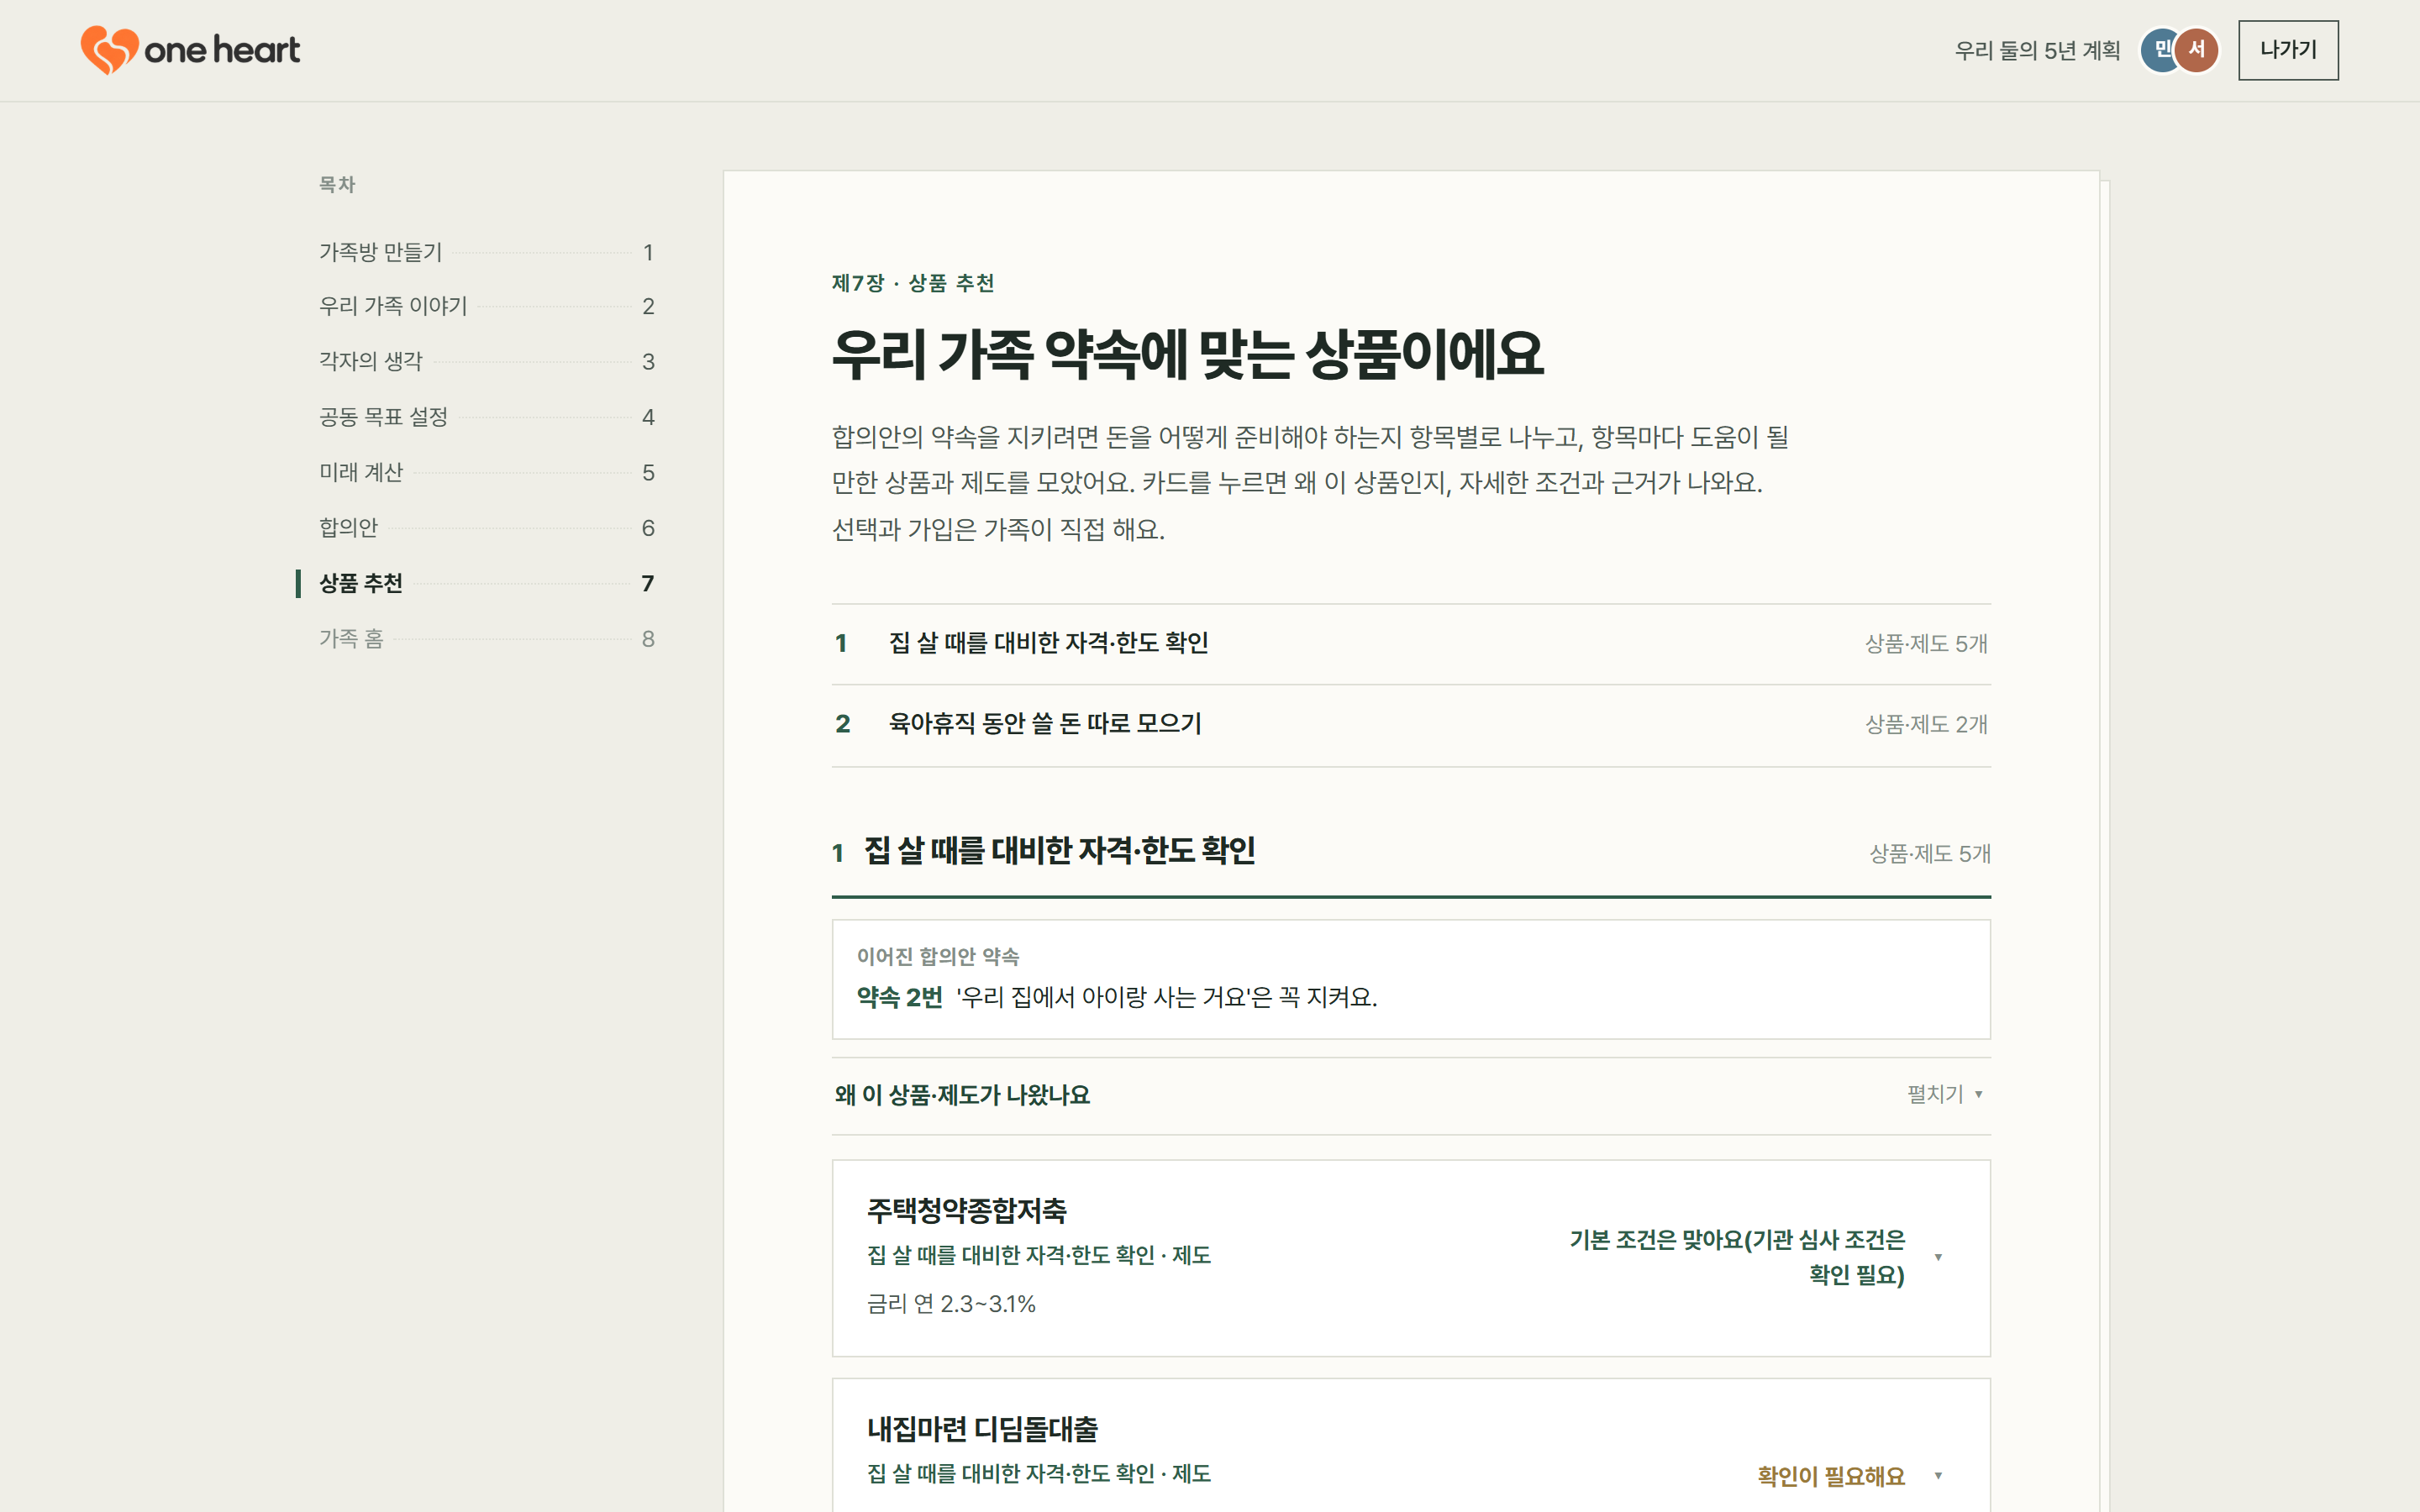 one heart
우리 둘의 5년 계획
민
서
나가기
목차
가족방 만들기 1
우리 가족 이야기 2
각자의 생각 3
공동 목표 설정 4
미래 계산 5
합의안 6
상품 추천 7
가족 홈 8
제7장 · 상품 추천
우리 가족 약속에 맞는 상품이에요
합의안의 약속을 지키려면 돈을 어떻게 준비해야 하는지 항목별로 나누고, 항목마다 도움이 될
만한 상품과 제도를 모았어요. 카드를 누르면 왜 이 상품인지, 자세한 조건과 근거가 나와요.
선택과 가입은 가족이 직접 해요.
1 집 살 때를 대비한 자격·한도 확인 상품·제도 5개
2 육아휴직 동안 쓸 돈 따로 모으기 상품·제도 2개
1 집 살 때를 대비한 자격·한도 확인 상품·제도 5개
이어진 합의안 약속
약속 2번 '우리 집에서 아이랑 사는 거요'은 꼭 지켜요.
왜 이 상품·제도가 나왔나요 펼치기 ▼
주택청약종합저축
집 살 때를 대비한 자격·한도 확인 · 제도
금리 연 2.3~3.1%
기본 조건은 맞아요(기관 심사 조건은
확인 필요) ▼
내집마련 디딤돌대출
집 살 때를 대비한 자격·한도 확인 · 제도
확인이 필요해요 ▼